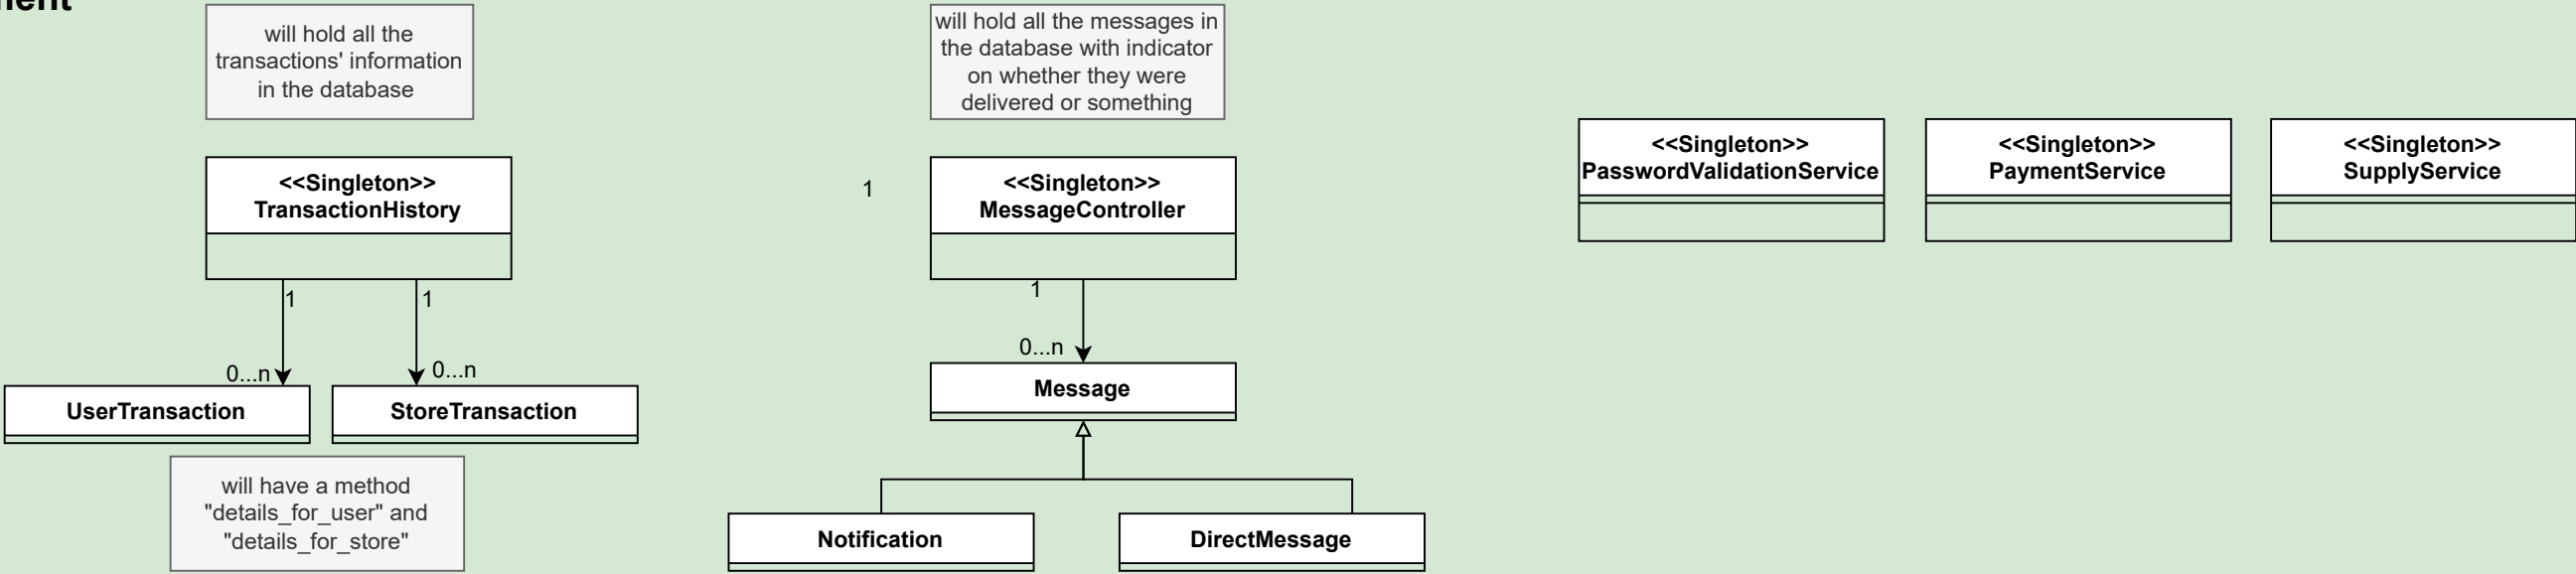 will hold all the
transactions' information
in the database
will hold all the messages in
the database with indicator
on whether they were
delivered or something
<<Singleton>>
TransactionHistory
1
<<Singleton>>
MessageController
<<Singleton>>
PasswordValidationService
<<Singleton>>
PaymentService
<<Singleton>>
SupplyService
1
1
1
0...n
0...n
0...n
UserTransaction
StoreTransaction
Message
will have a method
"details_for_user" and
"details_for_store"
Notification
DirectMessage